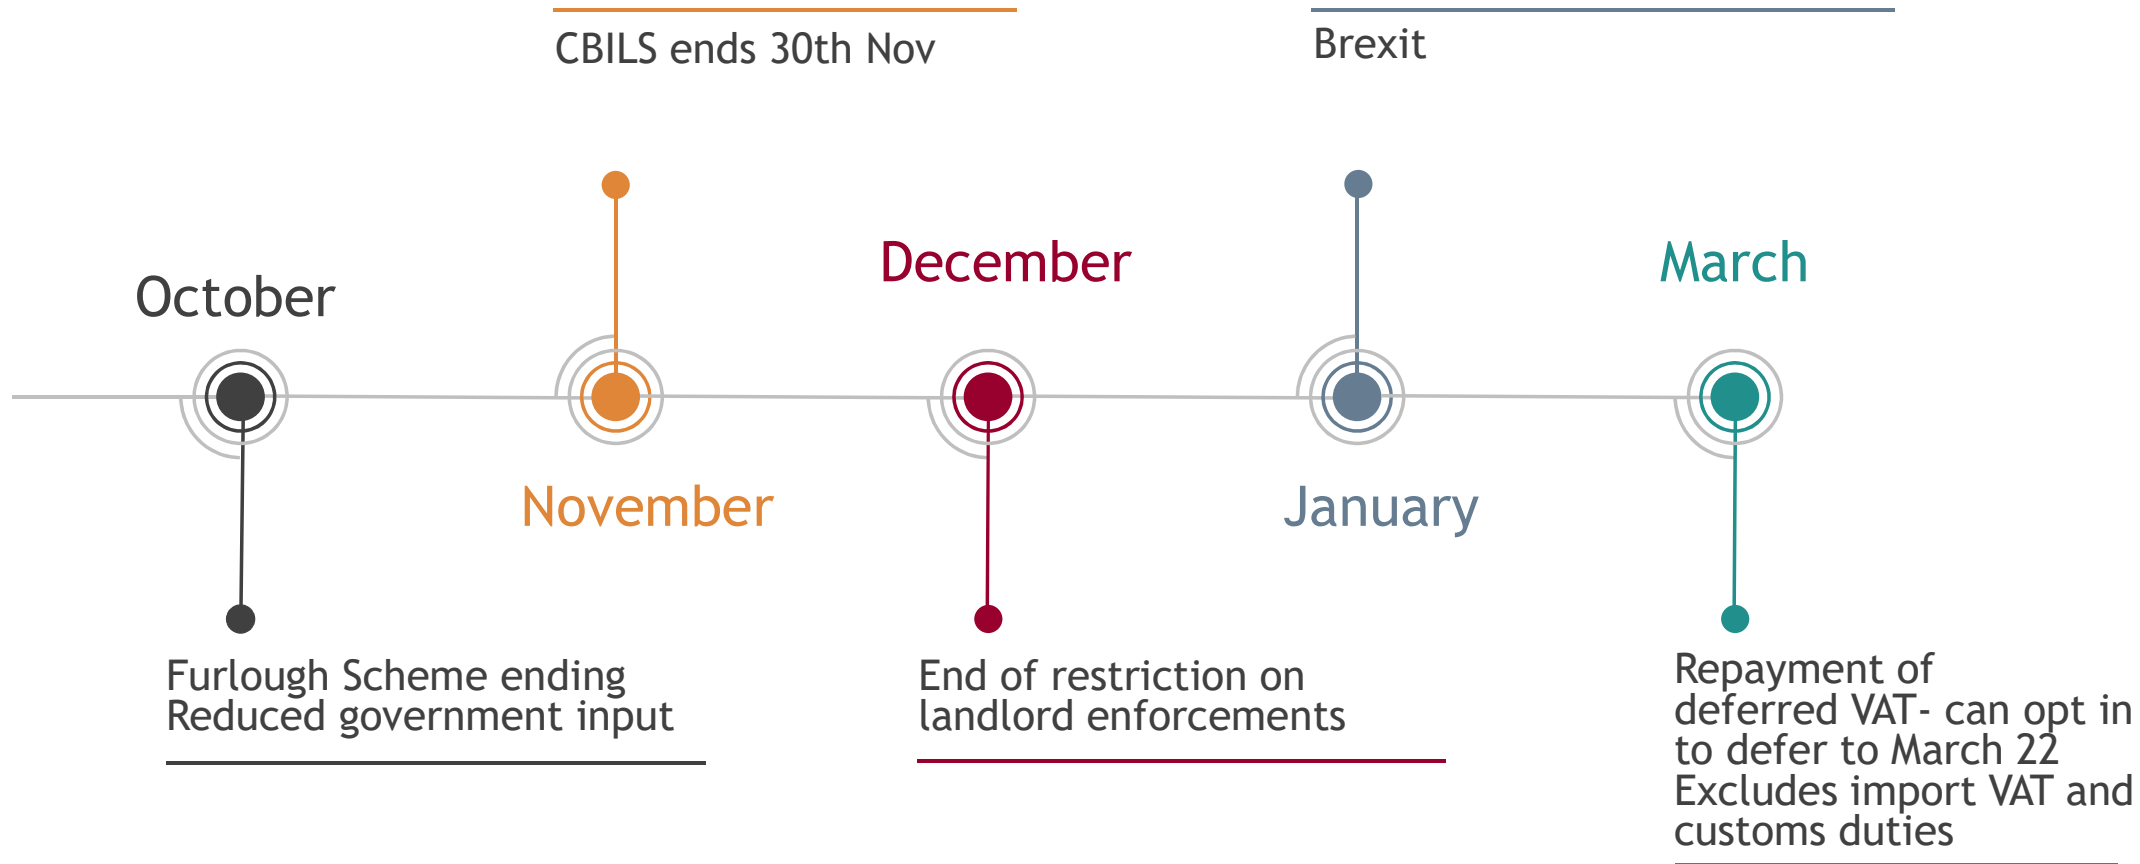 CBILS ends 30th Nov
Brexit
October
November
December
January
March
Furlough Scheme ending
Reduced government input
End of restriction on
landlord enforcements
Repayment of
deferred VAT- can opt in
to defer to March 22
Excludes import VAT and
customs duties